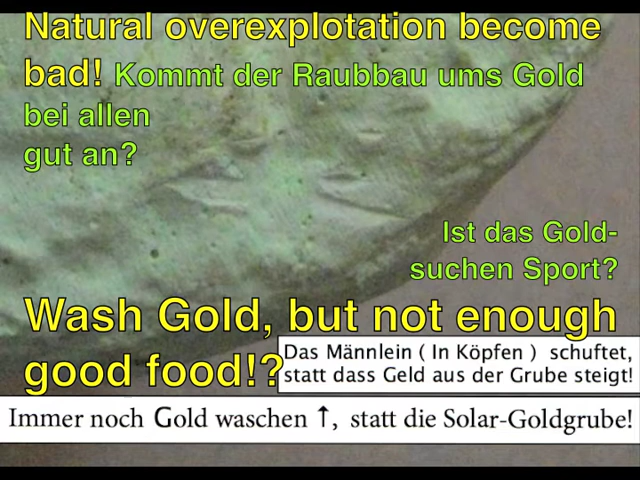 Natural overexplotation become
bad! Kommt der Raubbau ums Gold
bei allen
gut an?
Ist das Gold-
suchen Sport?
Wash Gold, but not enough
good food!?
Das Männlein ( In Köpfen ) schuftet,
statt dass Geld aus der Grube steigt!
Immer noch Gold waschen ↑, statt die Solar-Goldgrube!